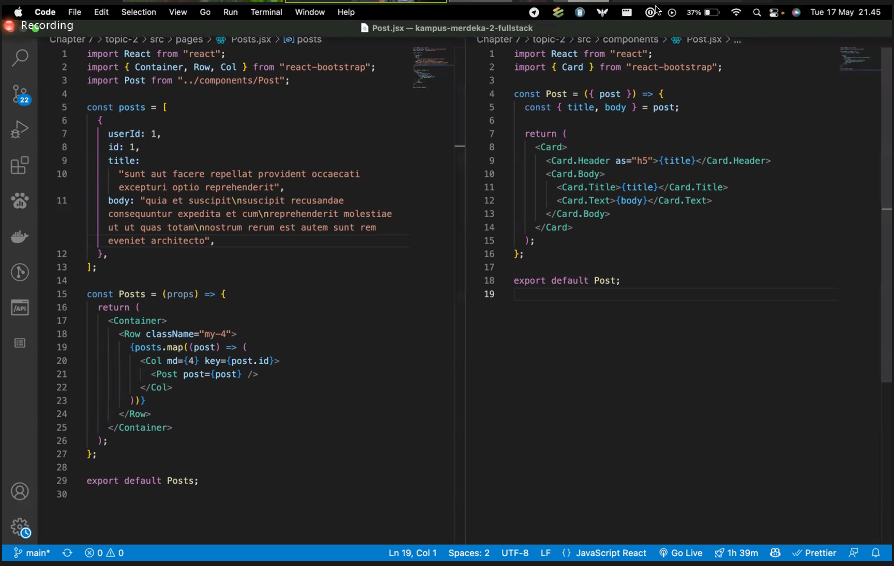 Code File Edit Selection View Go Run Terminal Window Help 37% Tue 17 May 21.45
Recording
Post.jsx — kampus-merdeka-2-fullstack
Chapter 7 › topic-2 › src › pages › Posts.jsx › posts
1 import React from "react";
2 import { Container, Row, Col } from "react-bootstrap";
3 import Post from "../components/Post";
4
5 const posts = [
6 {
7 userId: 1,
8 id: 1,
9 title:
10 "sunt aut facere repellat provident occaecati
excepturi optio reprehenderit",
11 body: "quia et suscipit\nsuscipit recusandae
consequuntur expedita et cum\nreprehenderit molestiae
ut ut quas totam\nnostrum rerum est autem sunt rem
eveniet architecto",
12 },
13 ];
14
15 const Posts = (props) => {
16 return (
17 <Container>
18 <Row className="my-4">
19 {posts.map((post) => (
20 <Col md={4} key={post.id}>
21 <Post post={post} />
22 </Col>
23 ))}
24 </Row>
25 </Container>
26 );
27 };
28
29 export default Posts;
30
Chapter 7 › topic-2 › src › components › Post.jsx › ...
1 import React from "react";
2 import { Card } from "react-bootstrap";
3
4 const Post = ({ post }) => {
5 const { title, body } = post;
6
7 return (
8 <Card>
9 <Card.Header as="h5">{title}</Card.Header>
10 <Card.Body>
11 <Card.Title>{title}</Card.Title>
12 <Card.Text>{body}</Card.Text>
13 </Card.Body>
14 </Card>
15 );
16 };
17
18 export default Post;
19
22
/API
main* 0 0 Ln 19, Col 1 Spaces: 2 UTF-8 LF {} JavaScript React Go Live 1h 39m Prettier